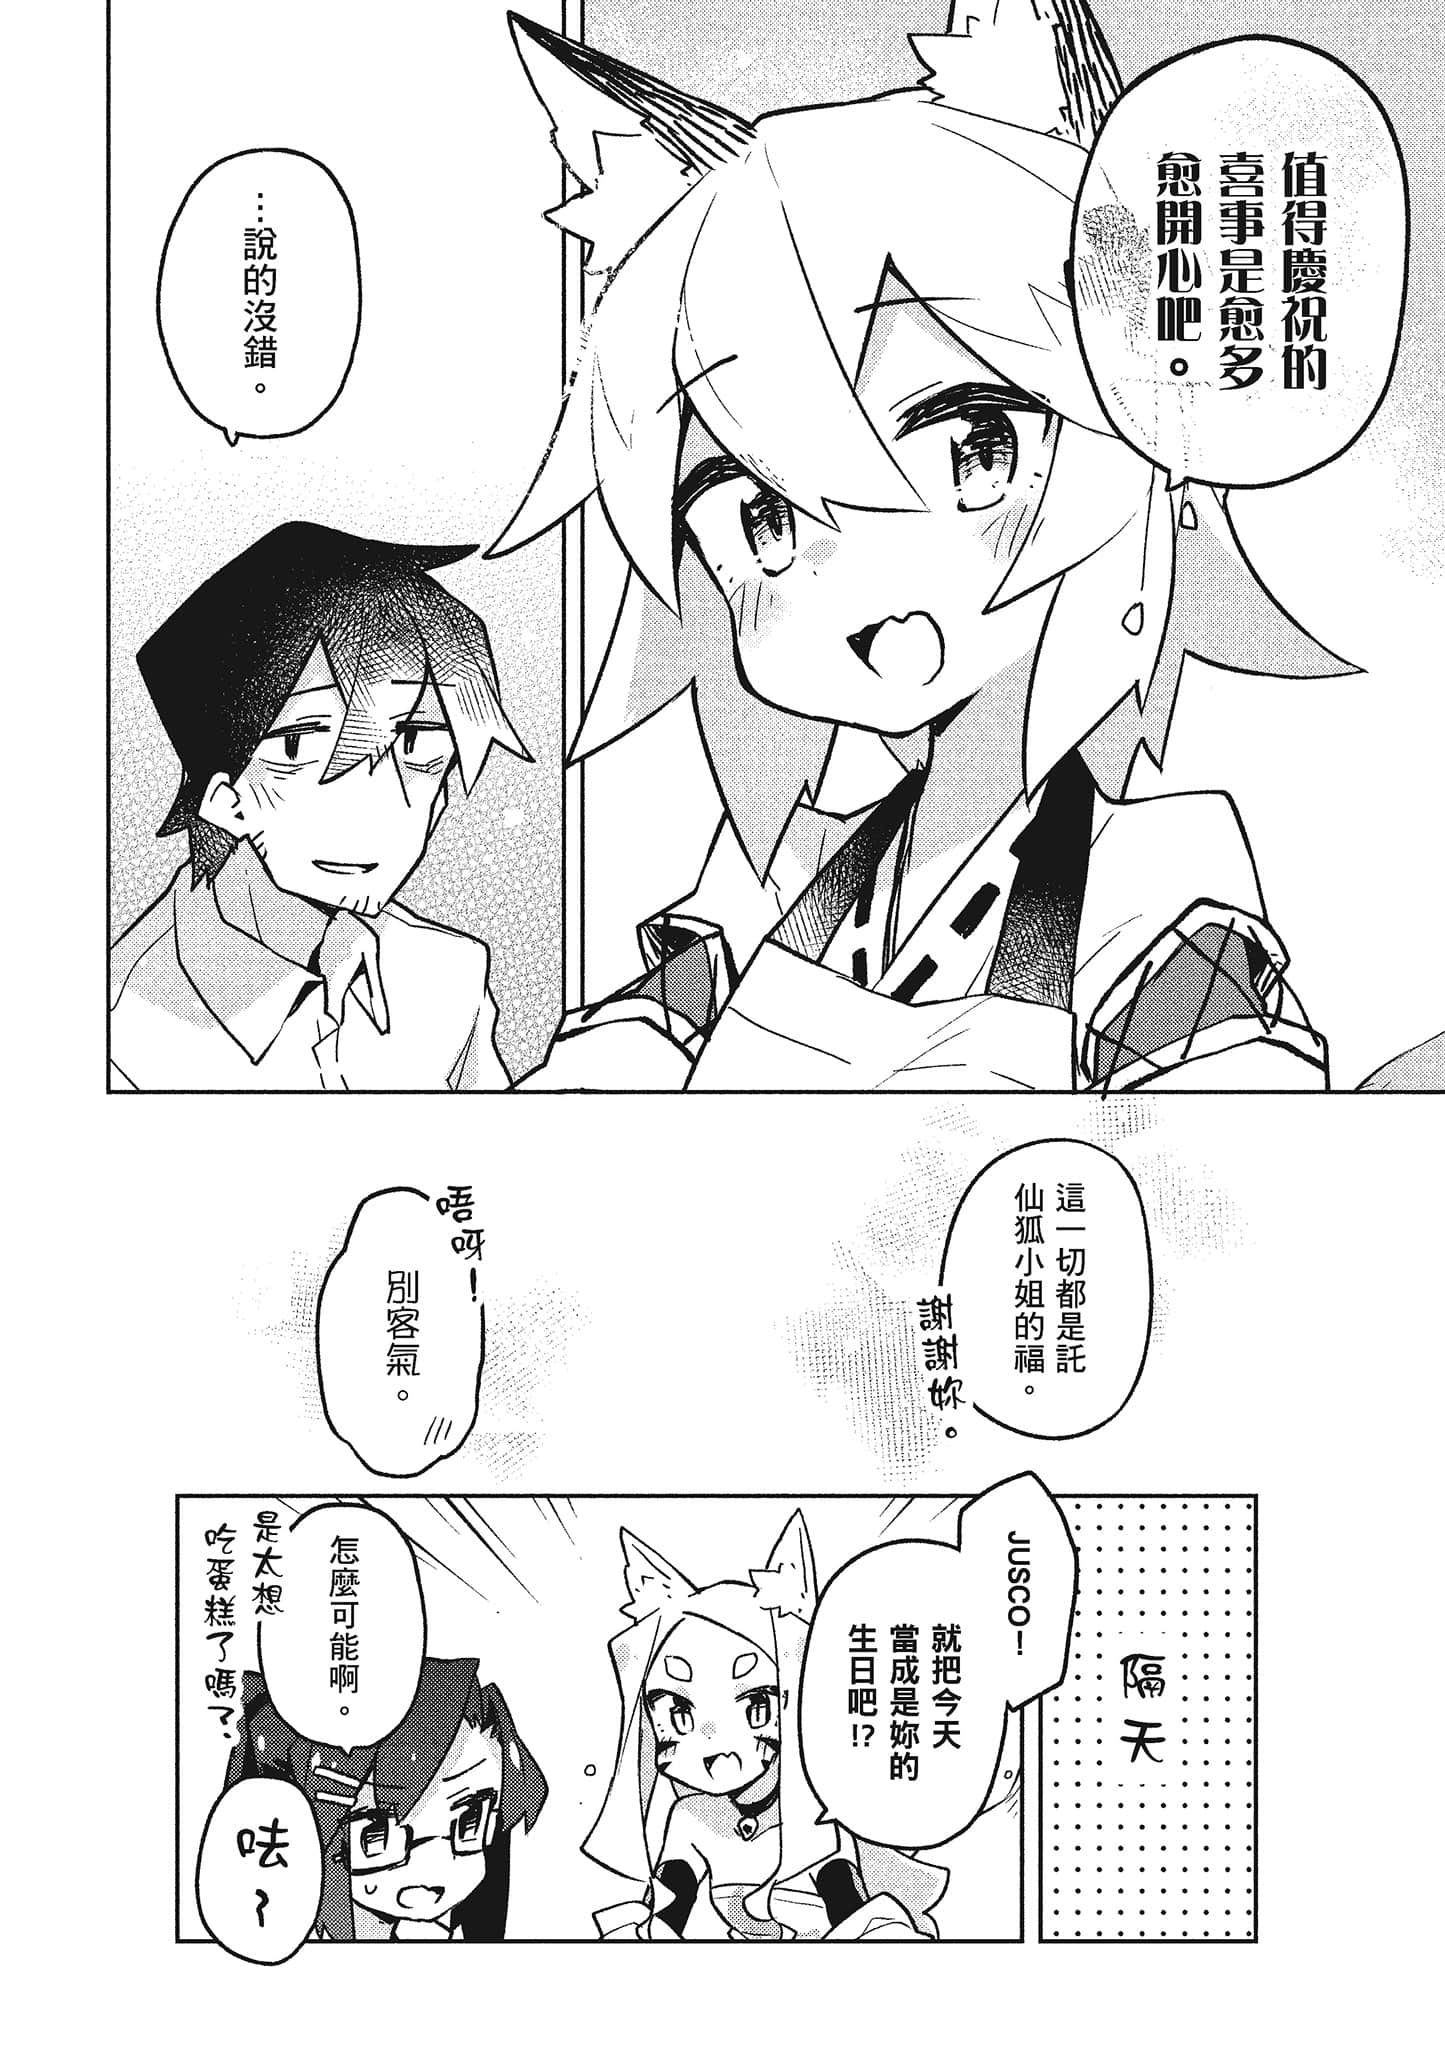 值得慶祝的
喜事是愈多
愈開心吧。
…說的沒錯。
這一切都是託
仙狐小姐的福。
謝謝妳。
唔呀！
別客氣。
隔天
JUSCO！
就把今天
當成是妳的
生日吧!?
怎麼可能啊。
是太想
吃蛋糕了嗎？
呿～